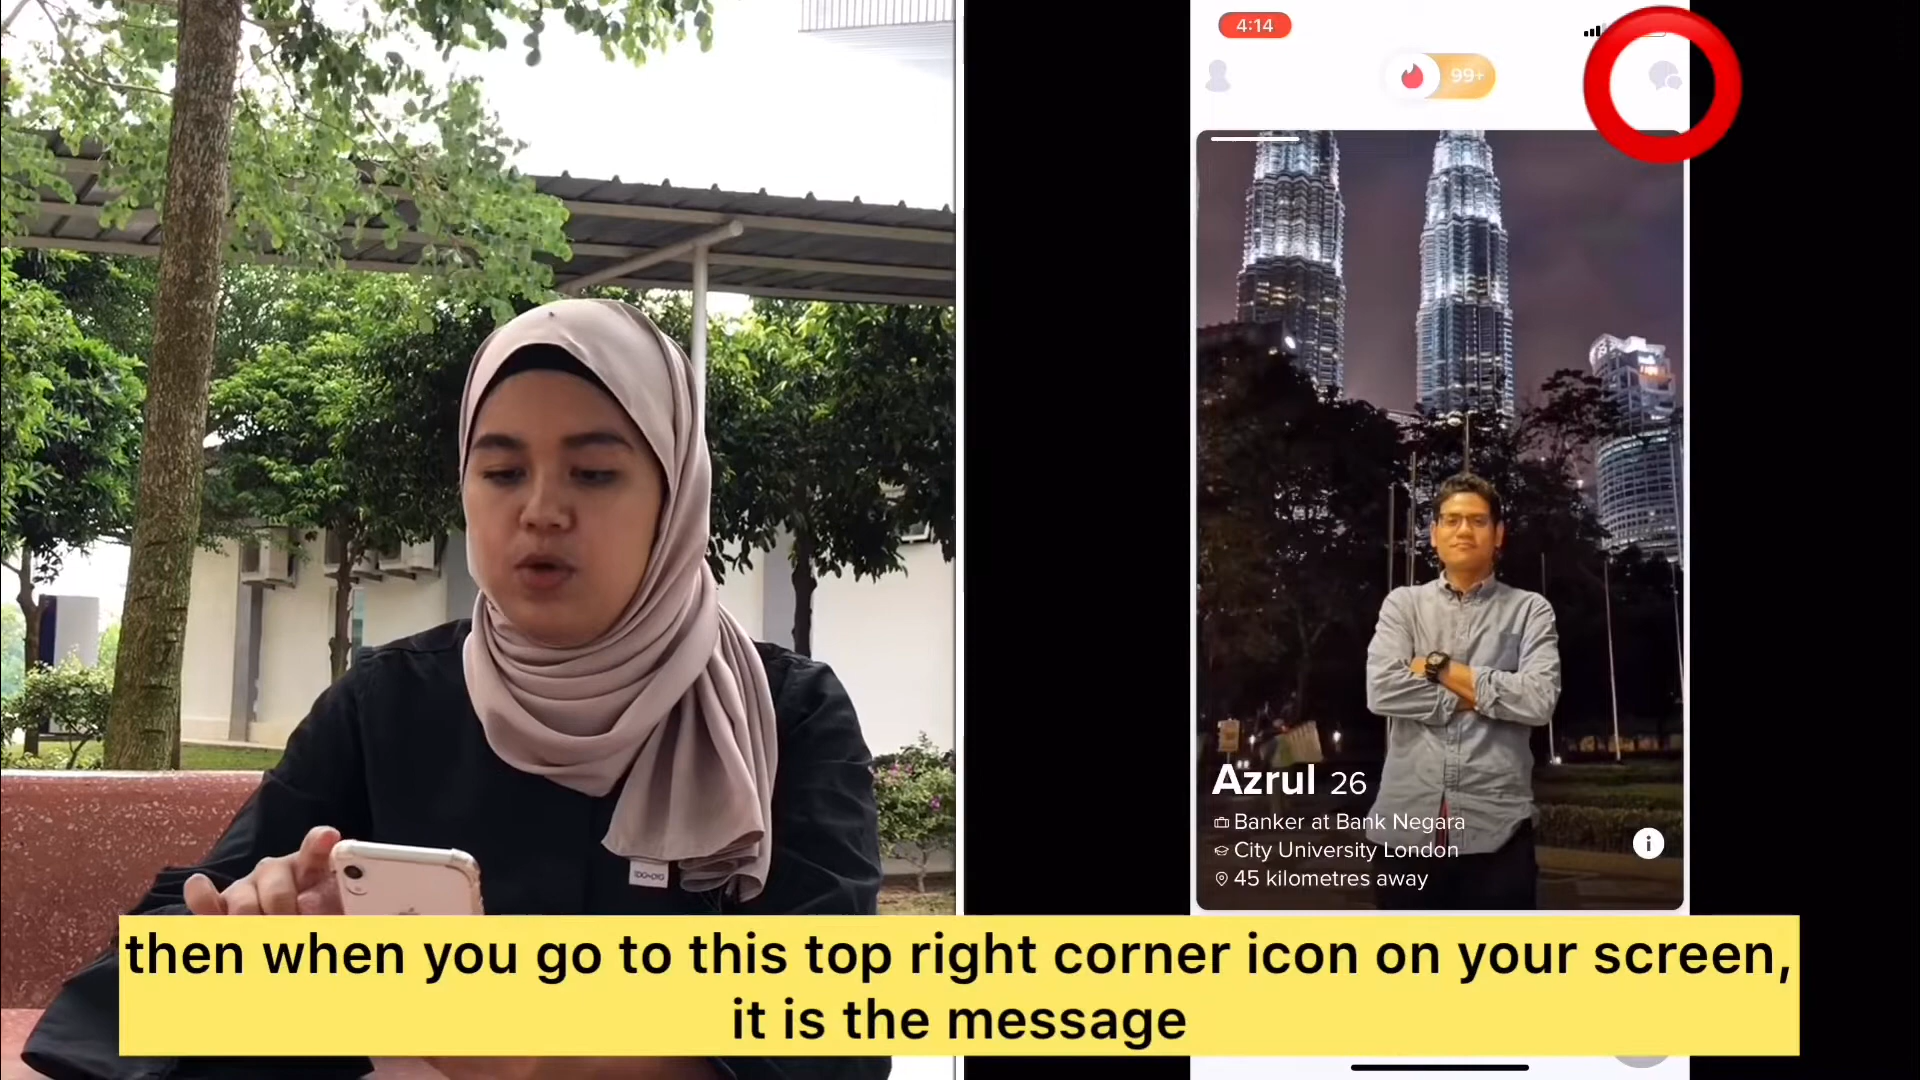 4:14
99+
Azrul 26
Banker at Bank Negara
City University London
45 kilometres away
then when you go to this top right corner icon on your screen,
it is the message